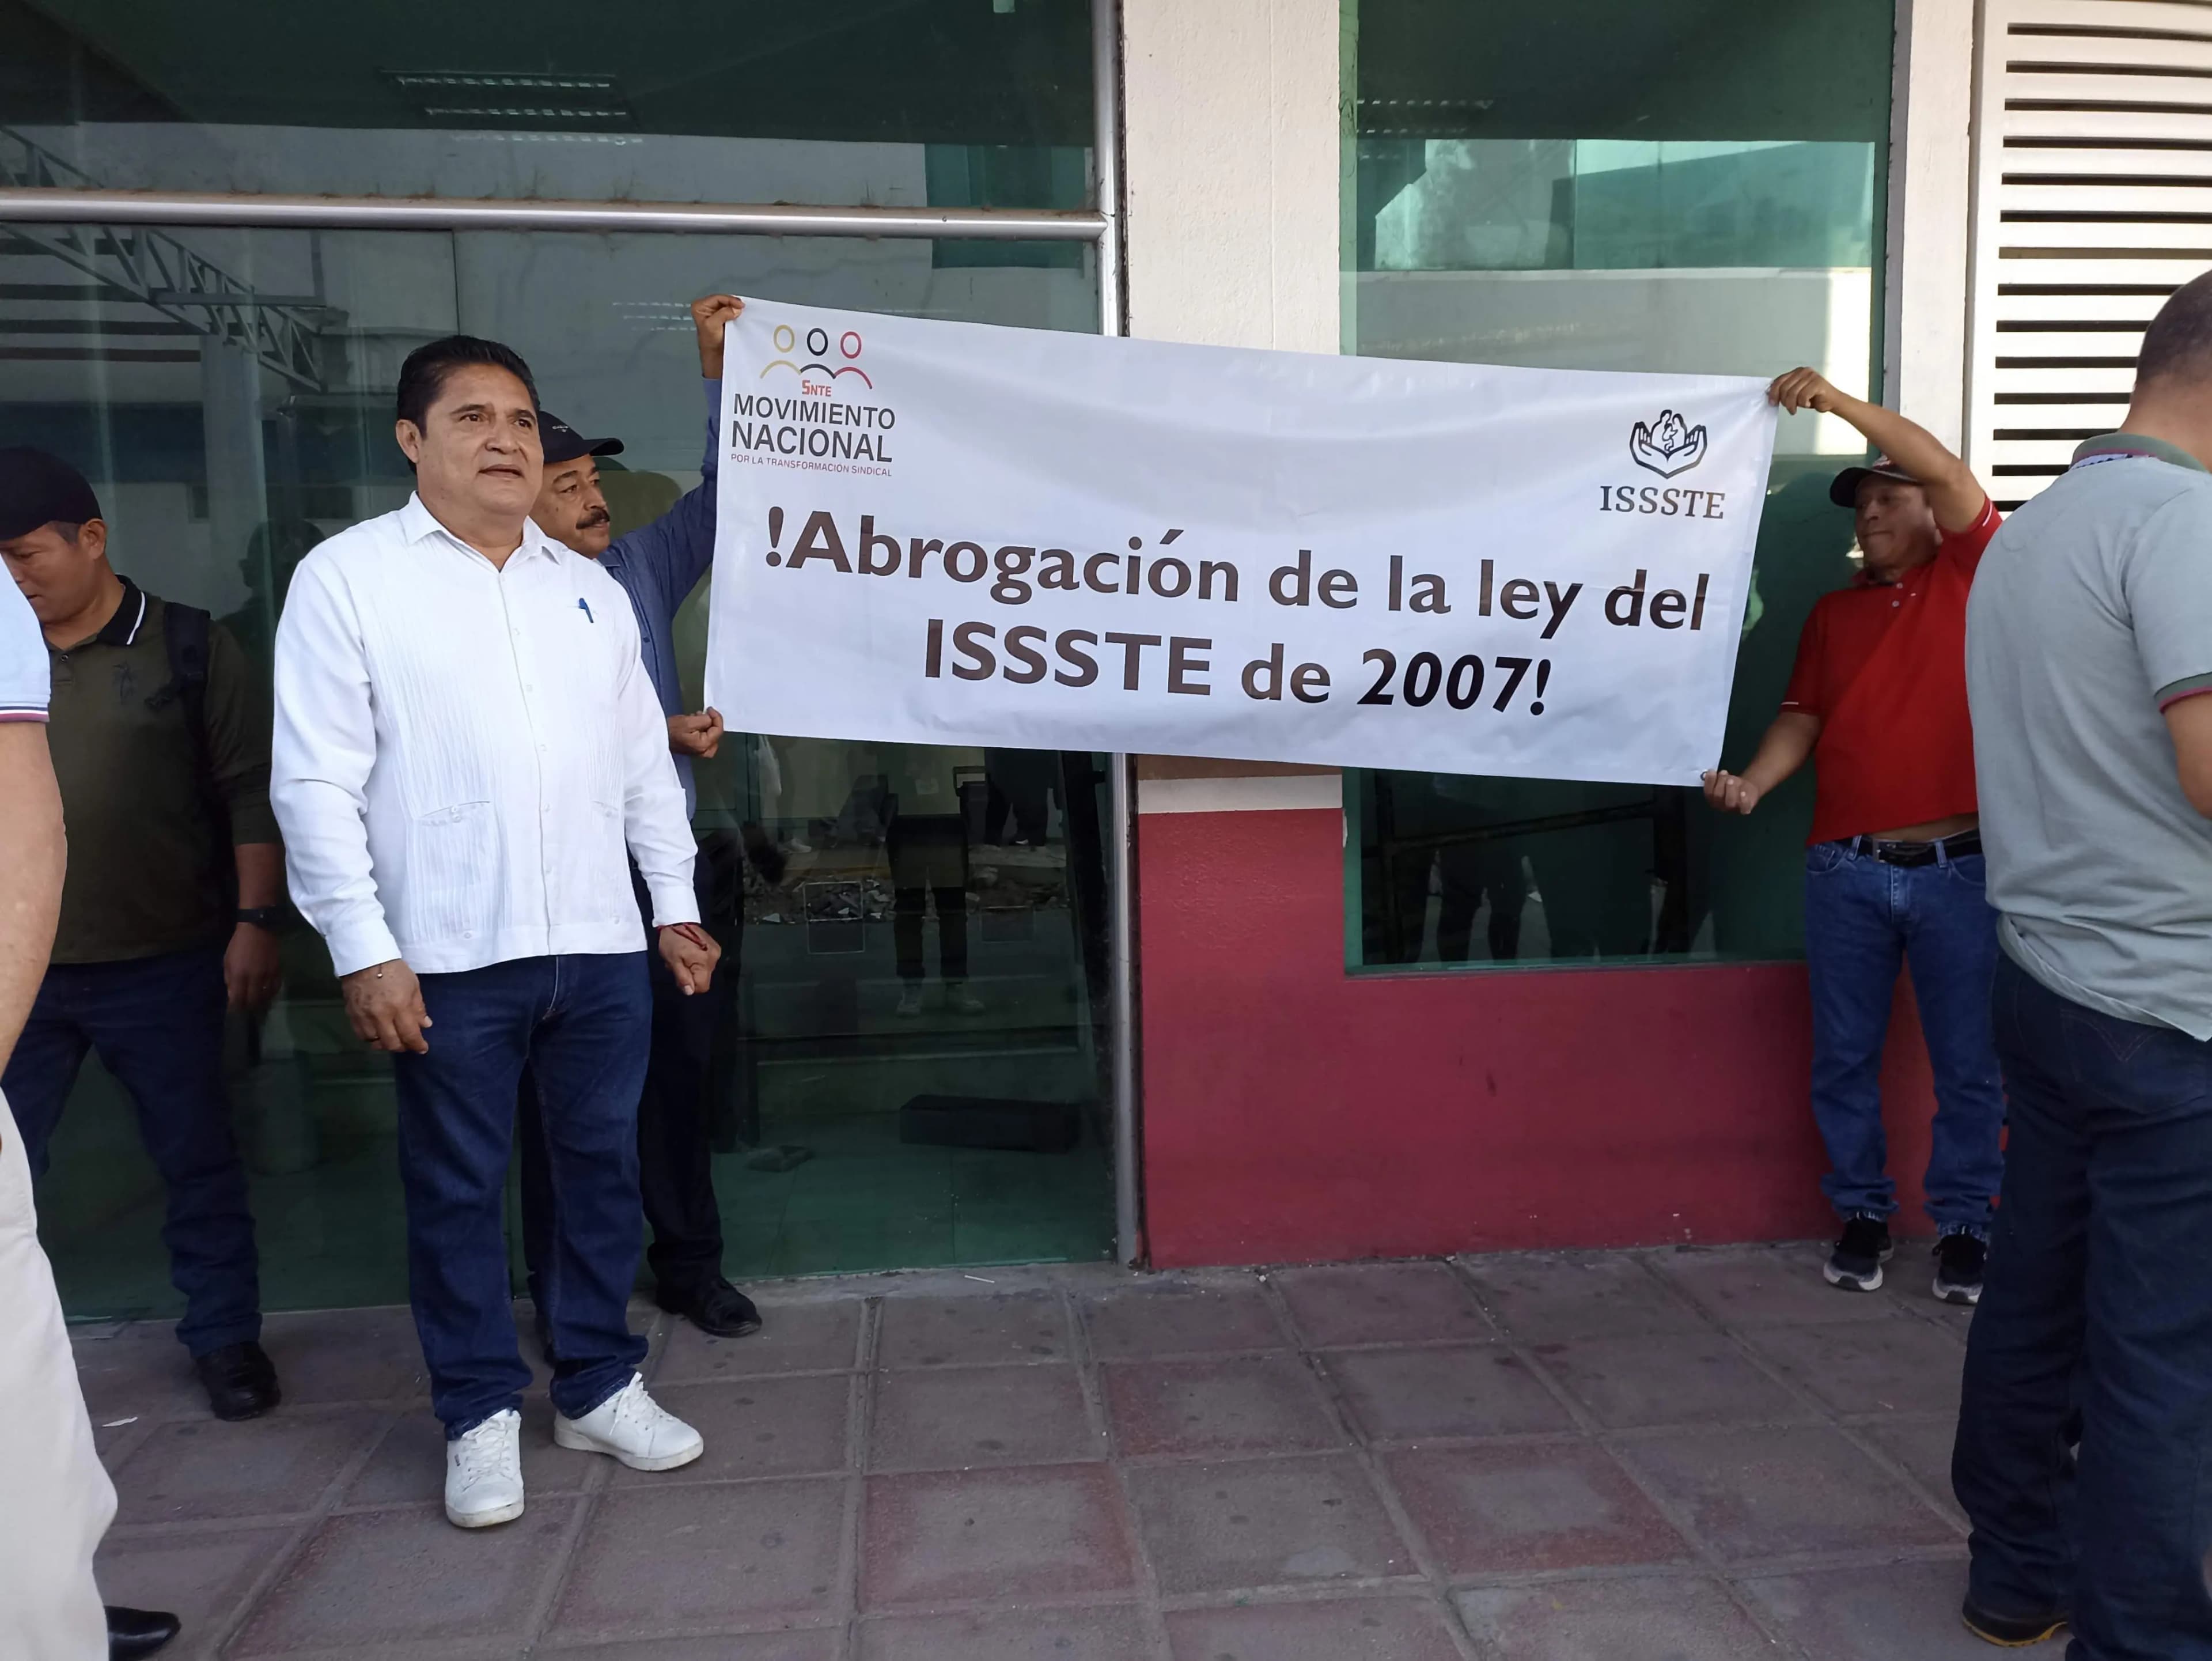 SNTE
MOVIMIENTO
NACIONAL
POR LA TRANSFORMACIÓN SINDICAL
ISSSTE
!Abrogación de la ley del
ISSSTE de 2007!